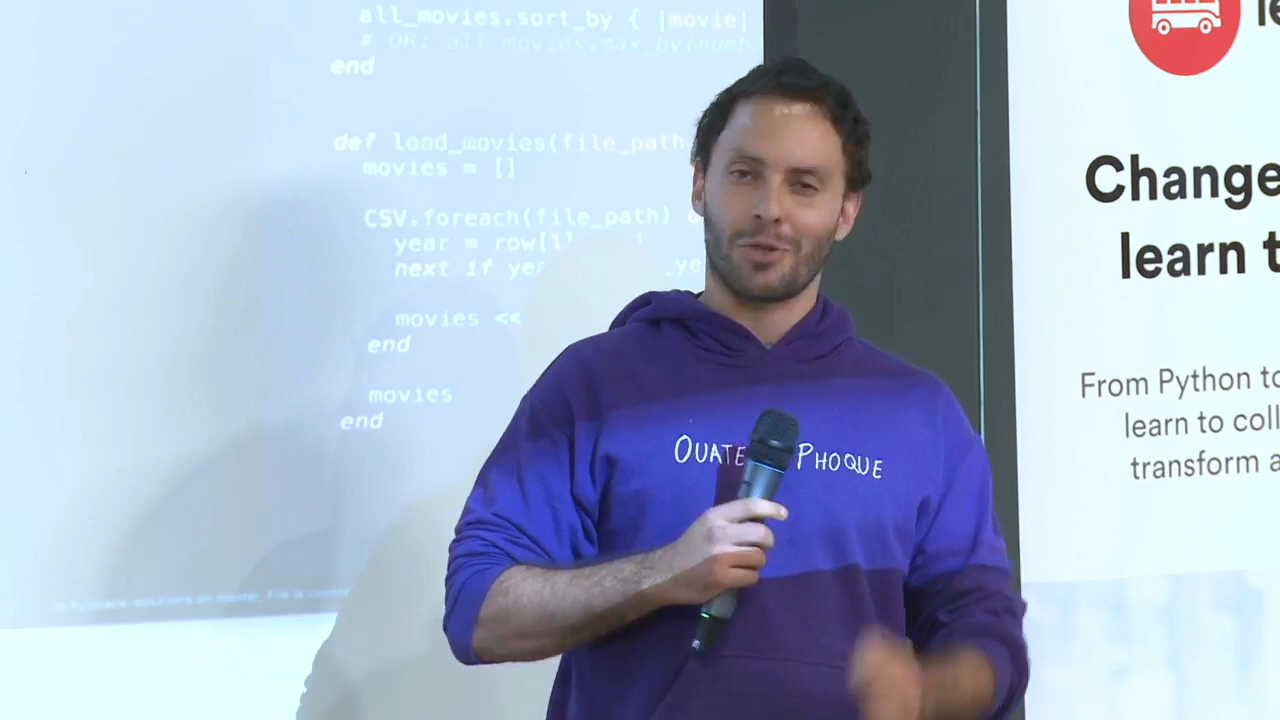 all_movies.sort_by { |movie|
# OR: all_movies.max_by(numb
end
def load_movies(file_path
movies = []
CSV.foreach(file_path)
year = row[1]
next if yea
movies <<
end
movies
end
OUATE PHOQUE
Change
learn t
From Python to
learn to coll
transform a